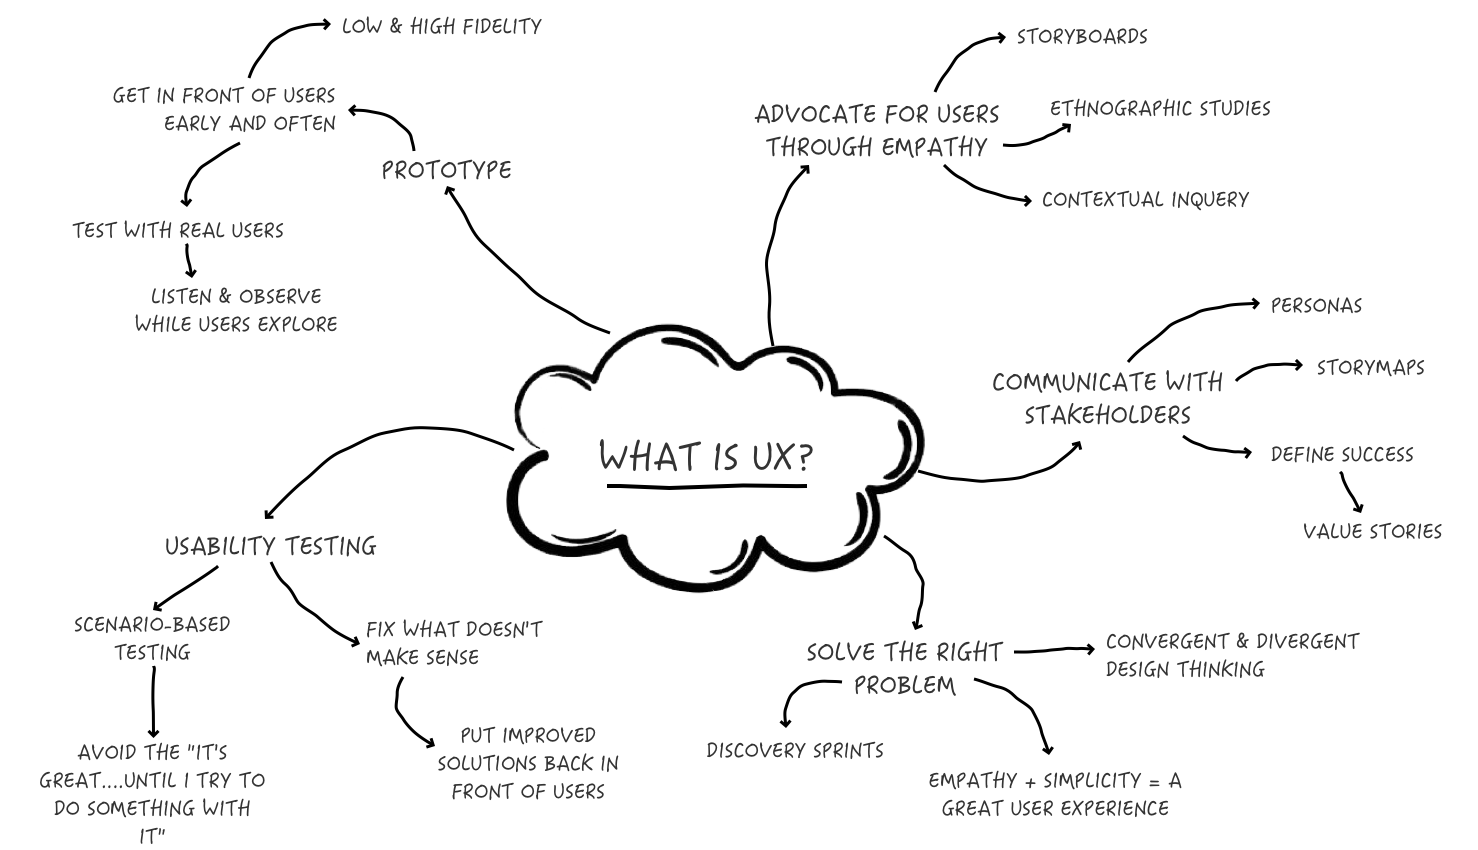 LOW & HIGH FIDELITY
GET IN FRONT OF USERS
EARLY AND OFTEN
PROTOTYPE
TEST WITH REAL USERS
LISTEN & OBSERVE
WHILE USERS EXPLORE
STORYBOARDS
ADVOCATE FOR USERS
THROUGH EMPATHY
ETHNOGRAPHIC STUDIES
CONTEXTUAL INQUERY
PERSONAS
COMMUNICATE WITH
STAKEHOLDERS
STORYMAPS
DEFINE SUCCESS
VALUE STORIES
WHAT IS UX?
USABILITY TESTING
SCENARIO-BASED
TESTING
AVOID THE "IT'S
GREAT....UNTIL I TRY TO
DO SOMETHING WITH
IT"
FIX WHAT DOESN'T
MAKE SENSE
PUT IMPROVED
SOLUTIONS BACK IN
FRONT OF USERS
SOLVE THE RIGHT
PROBLEM
CONVERGENT & DIVERGENT
DESIGN THINKING
DISCOVERY SPRINTS
EMPATHY + SIMPLICITY = A
GREAT USER EXPERIENCE